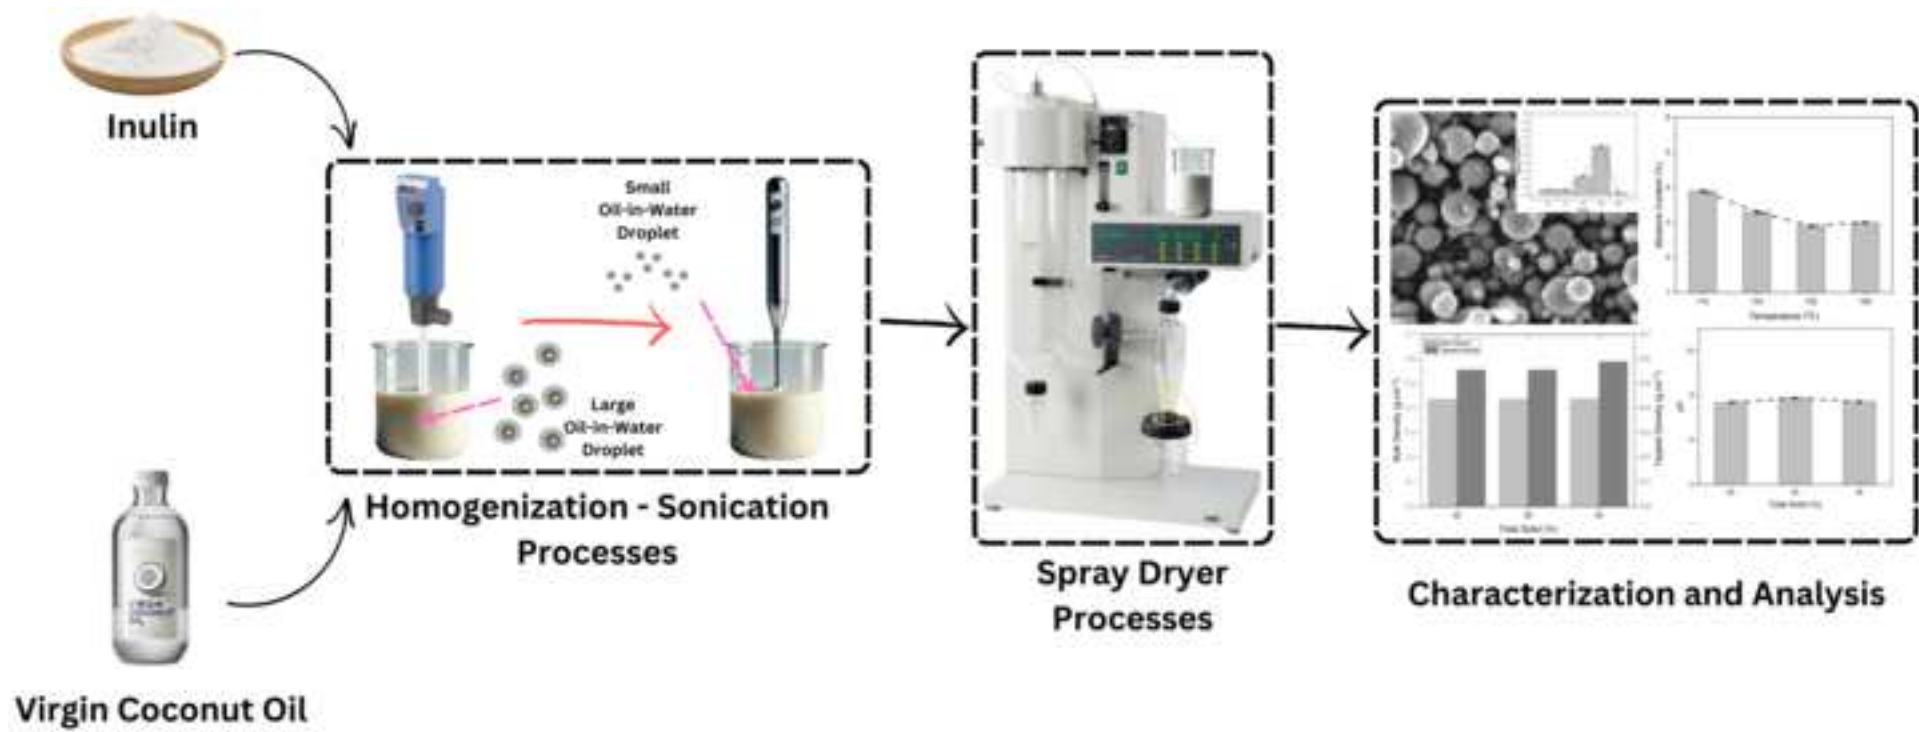 Inulin
Small
Oil-in-Water
Droplet
Large
Oil-in-Water
Droplet
Homogenization - Sonication
Processes
Virgin Coconut Oil
Spray Dryer
Processes
Temperature (°C)
Characterization and Analysis